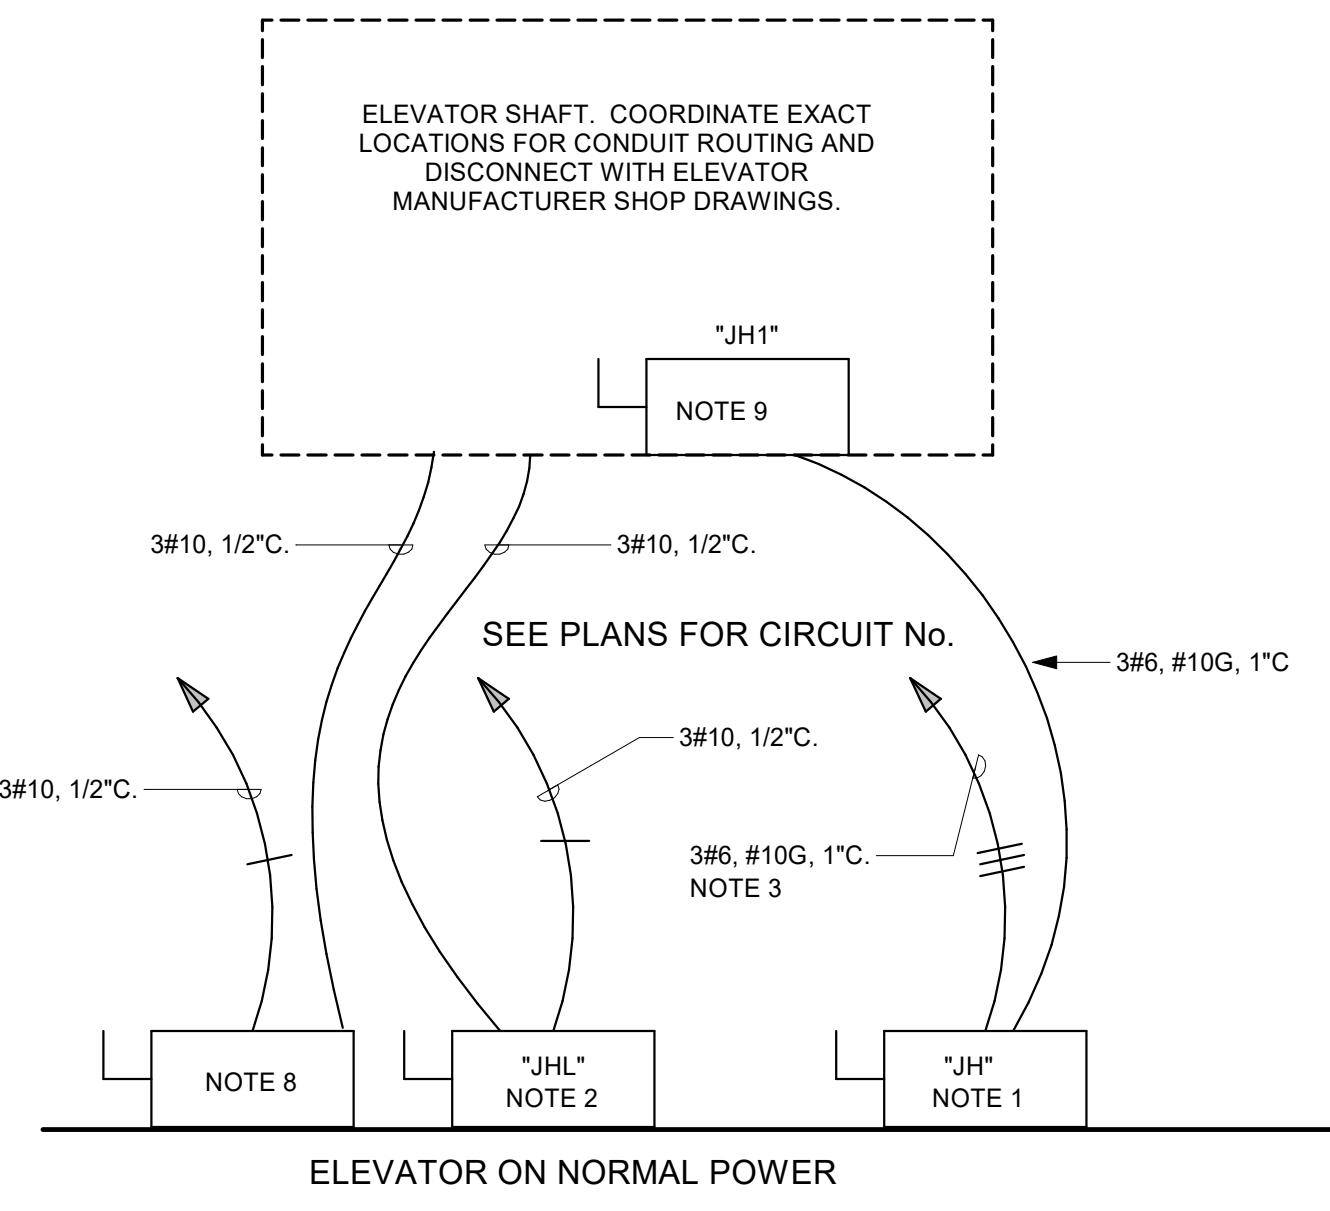 ELEVATOR SHAFT. COORDINATE EXACT
LOCATIONS FOR CONDUIT ROUTING AND
DISCONNECT WITH ELEVATOR
MANUFACTURER SHOP DRAWINGS.
"JH1"
NOTE 9
3#10, 1/2"C.
3#10, 1/2"C.
SEE PLANS FOR CIRCUIT No.
3#6, #10G, 1"C
3#10, 1/2"C.
3#10, 1/2"C.
3#6, #10G, 1"C.
NOTE 3
NOTE 8
"JHL"
NOTE 2
"JH"
NOTE 1
ELEVATOR ON NORMAL POWER